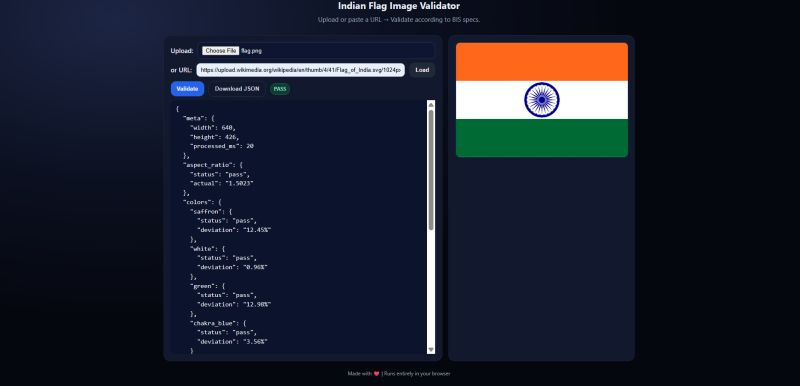 Indian Flag Image Validator
Upload or paste a URL → Validate according to BIS specs.
Upload: Choose File flag.png
or URL: https://upload.wikimedia.org/wikipedia/en/thumb/4/41/Flag_of_India.svg/1024px Load
Validate Download JSON PASS
{
"meta": {
"width": 640,
"height": 426,
"processed_ms": 20
},
"aspect_ratio": {
"status": "pass",
"actual": "1.5023"
},
"colors": {
"saffron": {
"status": "pass",
"deviation": "12.45%"
},
"white": {
"status": "pass",
"deviation": "0.96%"
},
"green": {
"status": "pass",
"deviation": "12.90%"
},
"chakra_blue": {
"status": "pass",
"deviation": "3.56%"
}
Made with ❤️ | Runs entirely in your browser